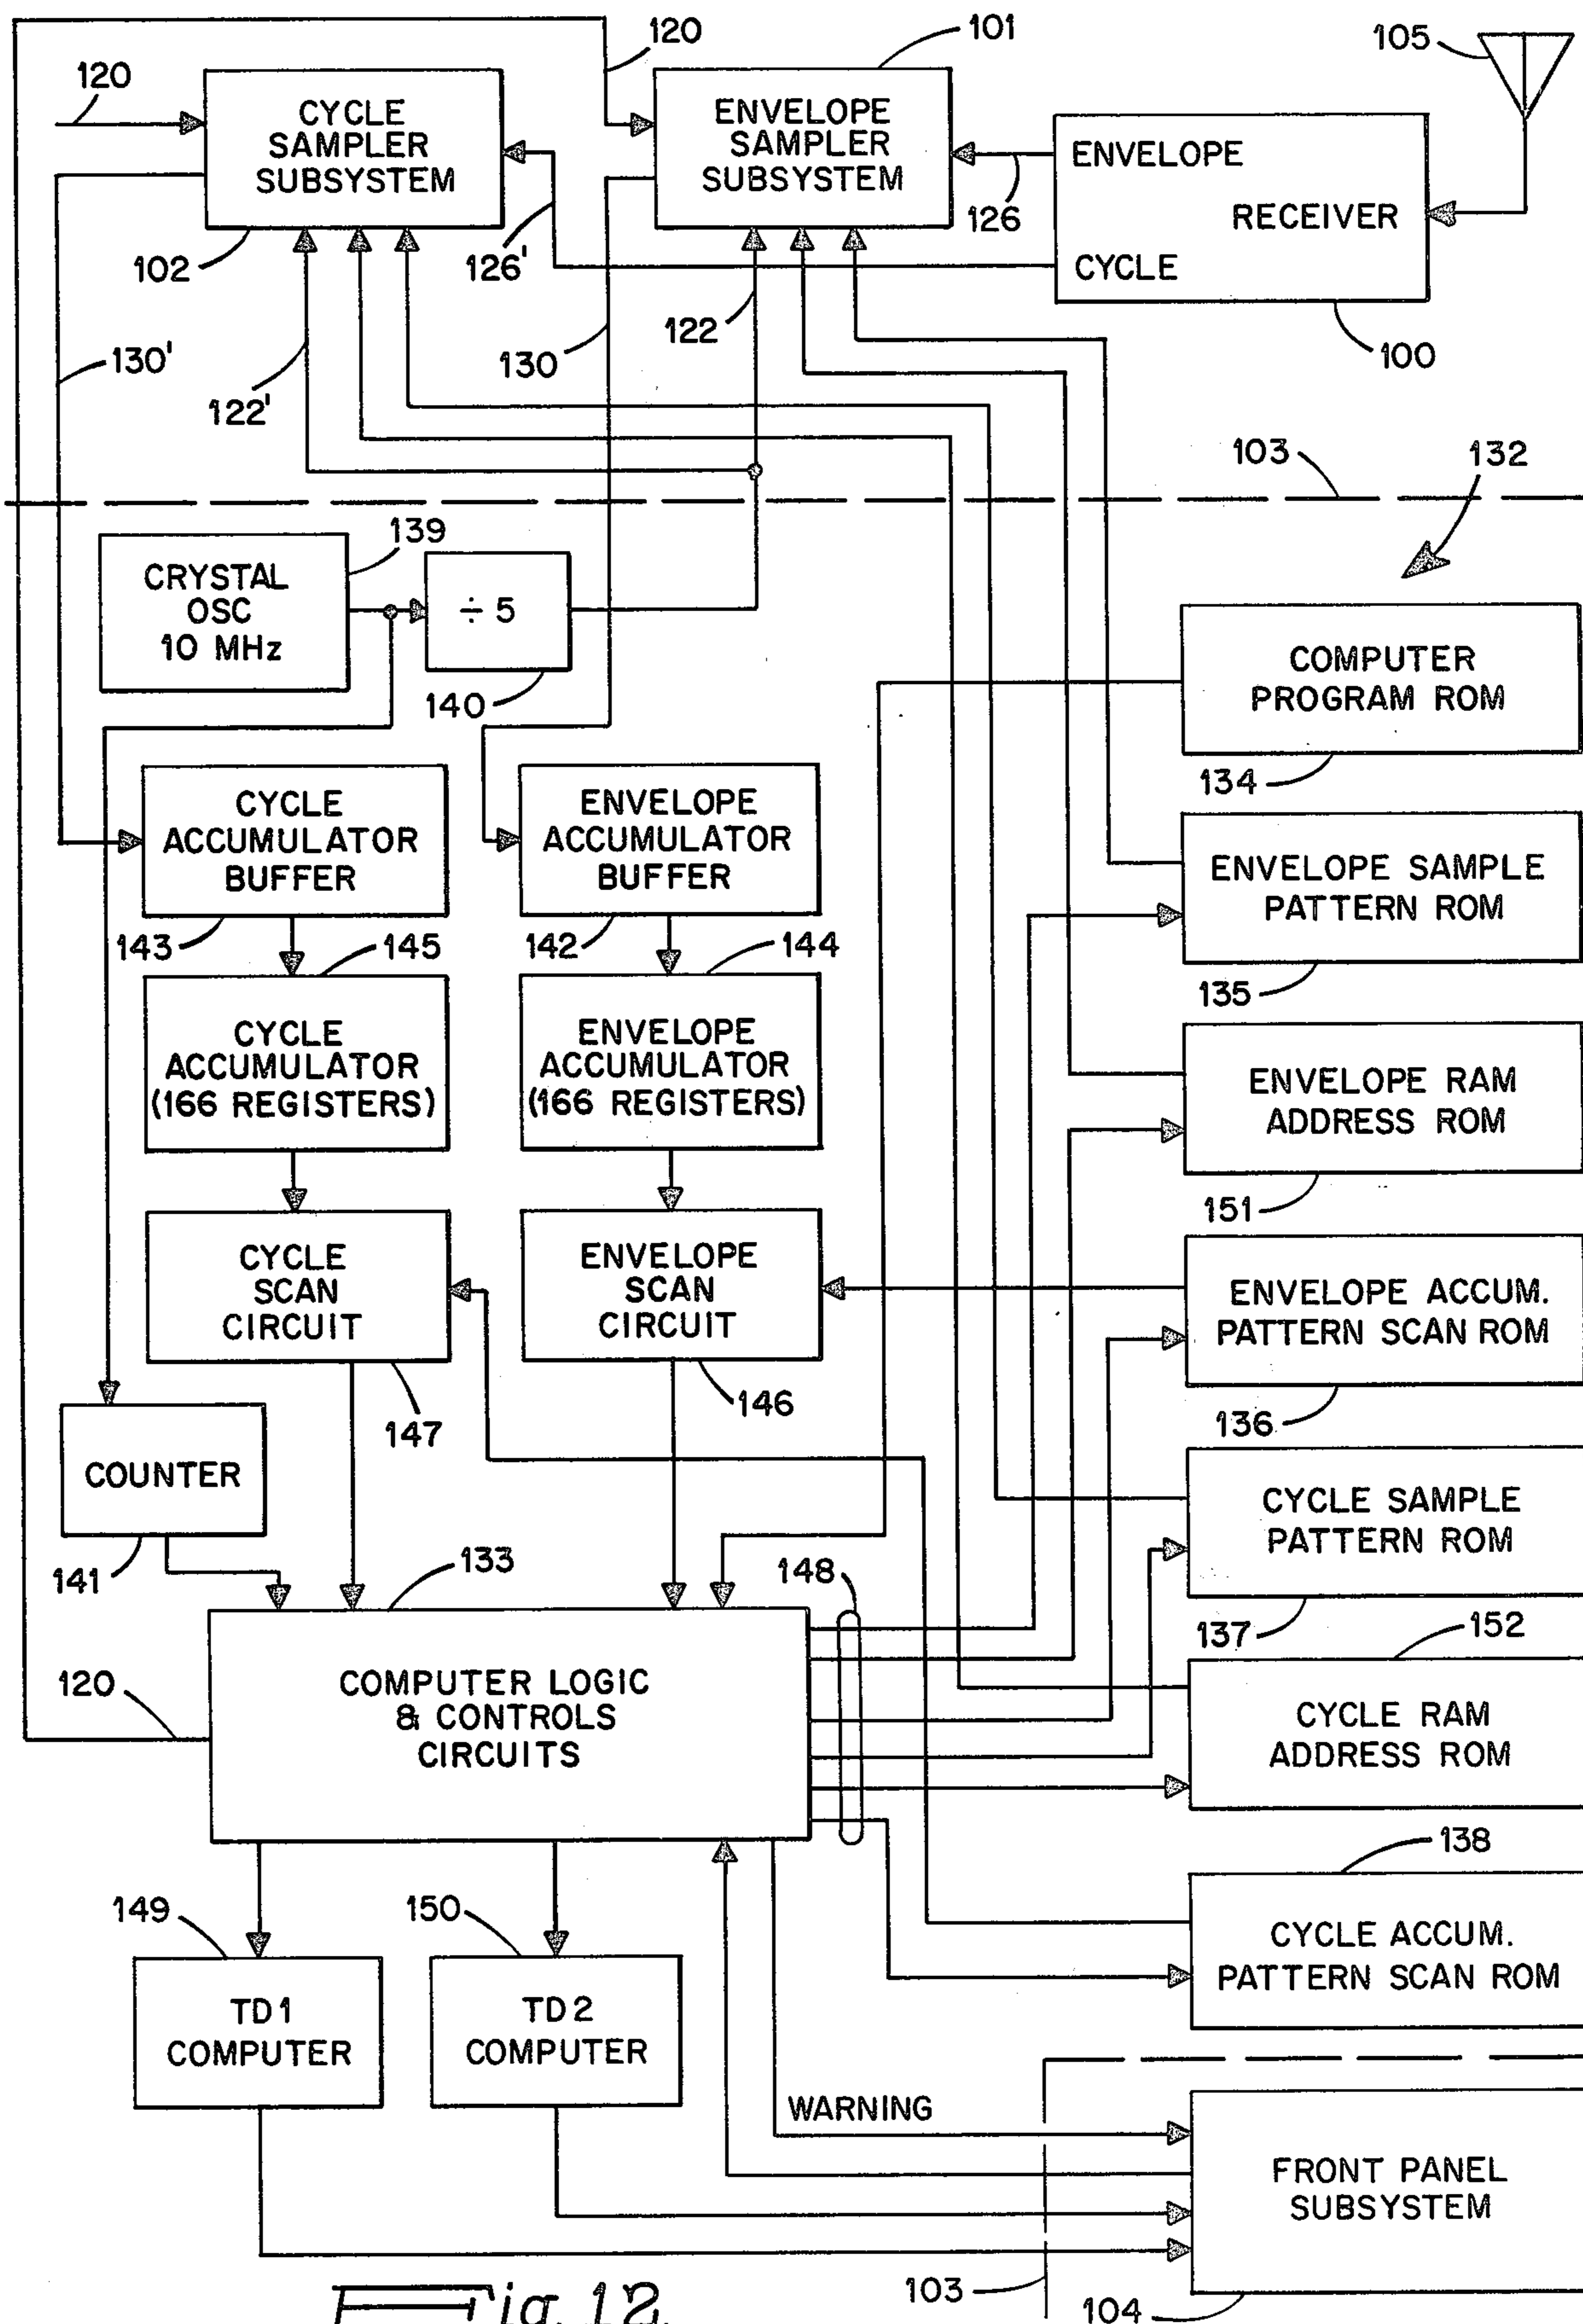 120
101
105
120
CYCLE
SAMPLER
SUBSYSTEM
ENVELOPE
SAMPLER
SUBSYSTEM
ENVELOPE
RECEIVER
CYCLE
126
102
126'
122
130
100
130'
122'
103
132
139
CRYSTAL
OSC
10 MHz
÷ 5
140
COMPUTER
PROGRAM ROM
134
CYCLE
ACCUMULATOR
BUFFER
ENVELOPE
ACCUMULATOR
BUFFER
ENVELOPE SAMPLE
PATTERN ROM
143
145
142
144
135
CYCLE
ACCUMULATOR
(166 REGISTERS)
ENVELOPE
ACCUMULATOR
(166 REGISTERS)
ENVELOPE RAM
ADDRESS ROM
151
CYCLE
SCAN
CIRCUIT
ENVELOPE
SCAN
CIRCUIT
ENVELOPE ACCUM.
PATTERN SCAN ROM
147
146
136
COUNTER
CYCLE SAMPLE
PATTERN ROM
141
133
148
137
152
120
COMPUTER LOGIC
& CONTROLS
CIRCUITS
CYCLE RAM
ADDRESS ROM
138
149
150
CYCLE ACCUM.
PATTERN SCAN ROM
TD1
COMPUTER
TD2
COMPUTER
WARNING
FRONT PANEL
SUBSYSTEM
103
104
Fig. 12